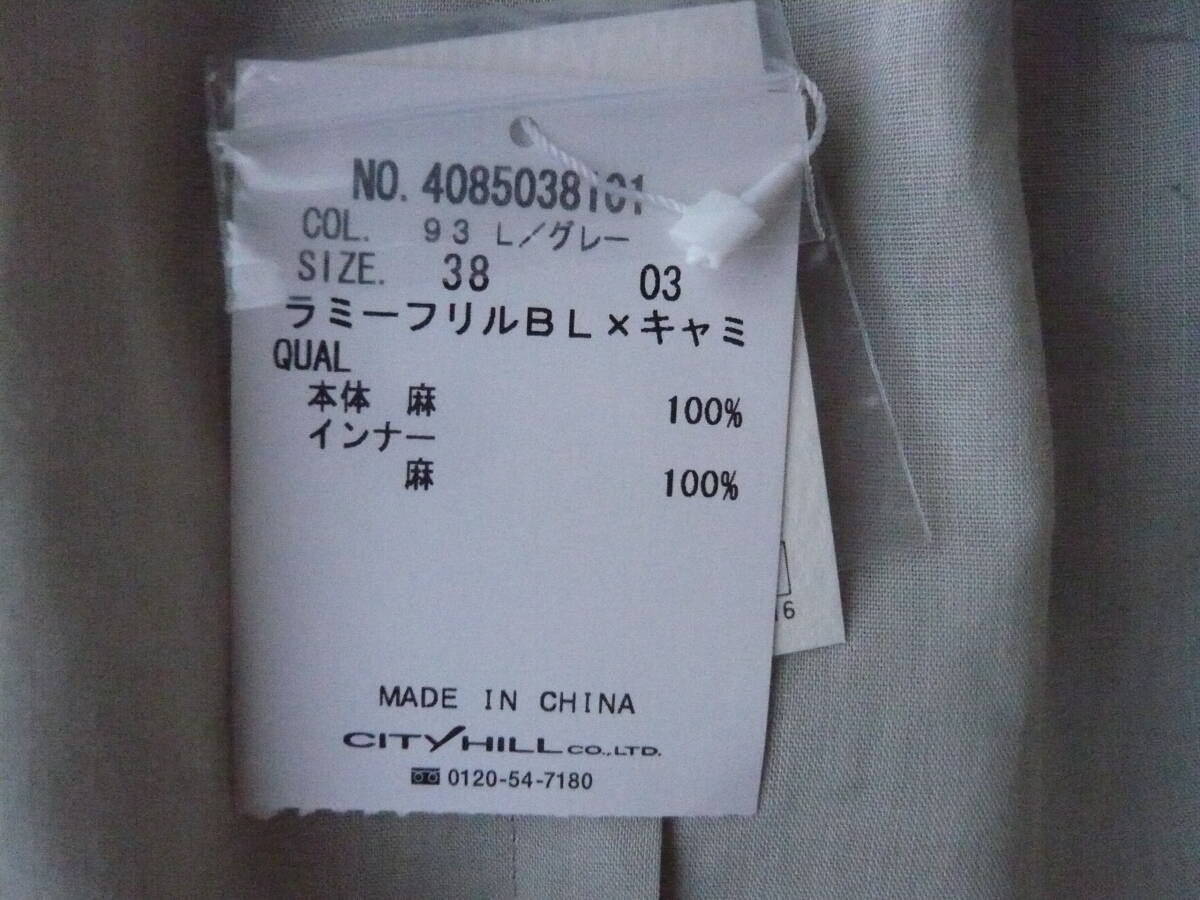 NO. 4085038101
COL. 93 L/グレー
SIZE. 38 03
ラミーフリルBL×キャミ
QUAL
本体 麻 100%
インナー
麻 100%
MADE IN CHINA
CITY HILL CO.,LTD.
0120-54-7180